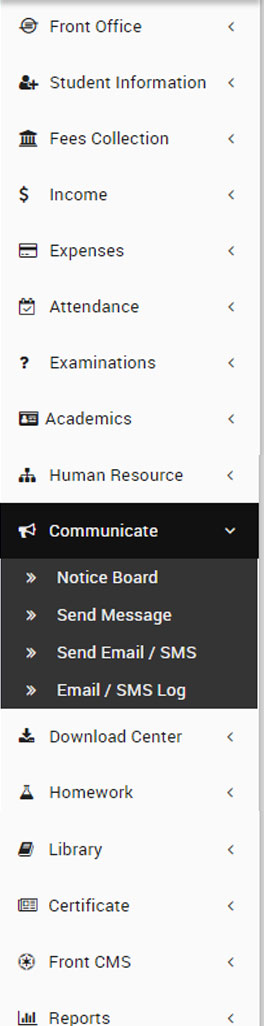 Front Office
Student Information
Fees Collection
Income
Expenses
Attendance
Examinations
Academics
Human Resource
Communicate
Notice Board
Send Message
Send Email / SMS
Email / SMS Log
Download Center
Homework
Library
Certificate
Front CMS
Reports